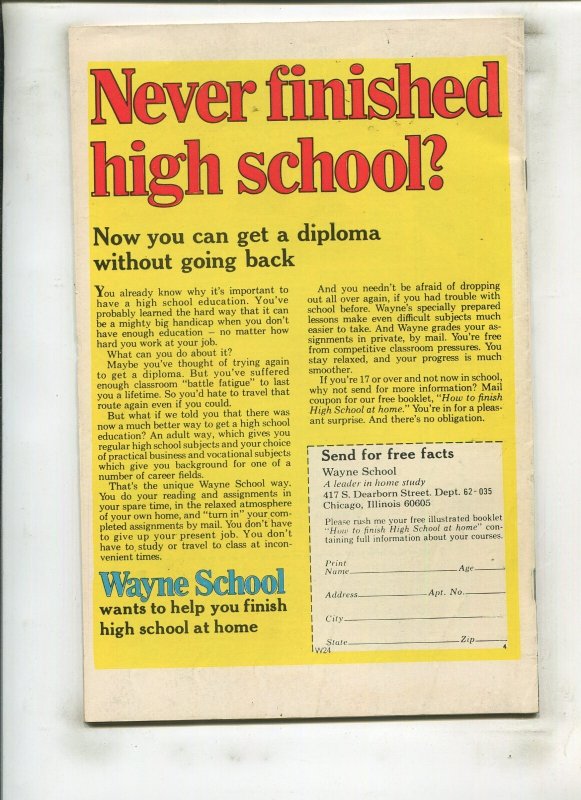 Never finished
high school?
Now you can get a diploma
without going back
You already know why it's important to
have a high school education. You've
probably learned the hard way that it can
be a mighty big handicap when you don't
have enough education — no matter how
hard you work at your job.
What can you do about it?
Maybe you've thought of trying again
to get a diploma. But you've suffered
enough classroom "battle fatigue" to last
you a lifetime. So you'd hate to travel that
route again even if you could.
But what if we told you that there was
now a much better way to get a high school
education? An adult way, which gives you
regular high school subjects and your choice
of practical business and vocational subjects
which give you background for one of a
number of career fields.
That's the unique Wayne School way.
You do your reading and assignments in
your spare time, in the relaxed atmosphere
of your own home, and "turn in" your com-
pleted assignments by mail. You don't have
to give up your present job. You don't
have to study or travel to class at incon-
venient times.
Wayne School
wants to help you finish
high school at home
And you needn't be afraid of dropping
out all over again, if you had trouble with
school before. Wayne's specially prepared
lessons make even difficult subjects much
easier to take. And Wayne grades your as-
signments in private, by mail. You're free
from competitive classroom pressures. You
stay relaxed, and your progress is much
smoother.
If you're 17 or over and not now in school,
why not send for more information? Mail
coupon for our free booklet, "How to finish
High School at home." You're in for a pleas-
ant surprise. And there's no obligation.
Send for free facts
Wayne School
A leader in home study
417 S. Dearborn Street. Dept. 62-035
Chicago, Illinois 60605
Please rush me your free illustrated booklet
"How to finish High School at home" con-
taining full information about your courses.
Print
Name Age
Address Apt. No.
City
State Zip
W24 4